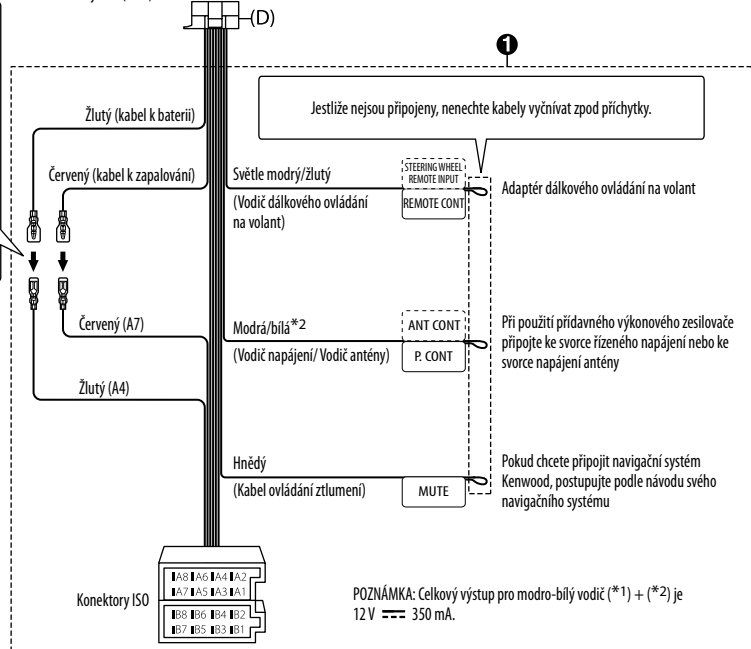 (D)
1
Jestliže nejsou připojeny, nenechte kabely vyčnívat zpod příchytky.
Žlutý (kabel k baterii)
Červený (kabel k zapalování)
Světle modrý/žlutý
(Vodič dálkového ovládání
na volant)
STEERING WHEEL
REMOTE INPUT
REMOTE CONT
Adaptér dálkového ovládání na volant
Červený (A7)
Žlutý (A4)
Modrá/bílá*2
(Vodič napájení/ Vodič antény)
ANT CONT
P. CONT
Při použití přídavného výkonového zesilovače
připojte ke svorce řízeného napájení nebo ke
svorce napájení antény
Hnědý
(Kabel ovládání ztlumení)
MUTE
Pokud chcete připojit navigační systém
Kenwood, postupujte podle návodu svého
navigačního systému
Konektory ISO
A8 A6 A4 A2
A7 A5 A3 A1
B8 B6 B4 B2
B7 B5 B3 B1
POZNÁMKA: Celkový výstup pro modro-bílý vodič (*1) + (*2) je
12 V ⎓ 350 mA.